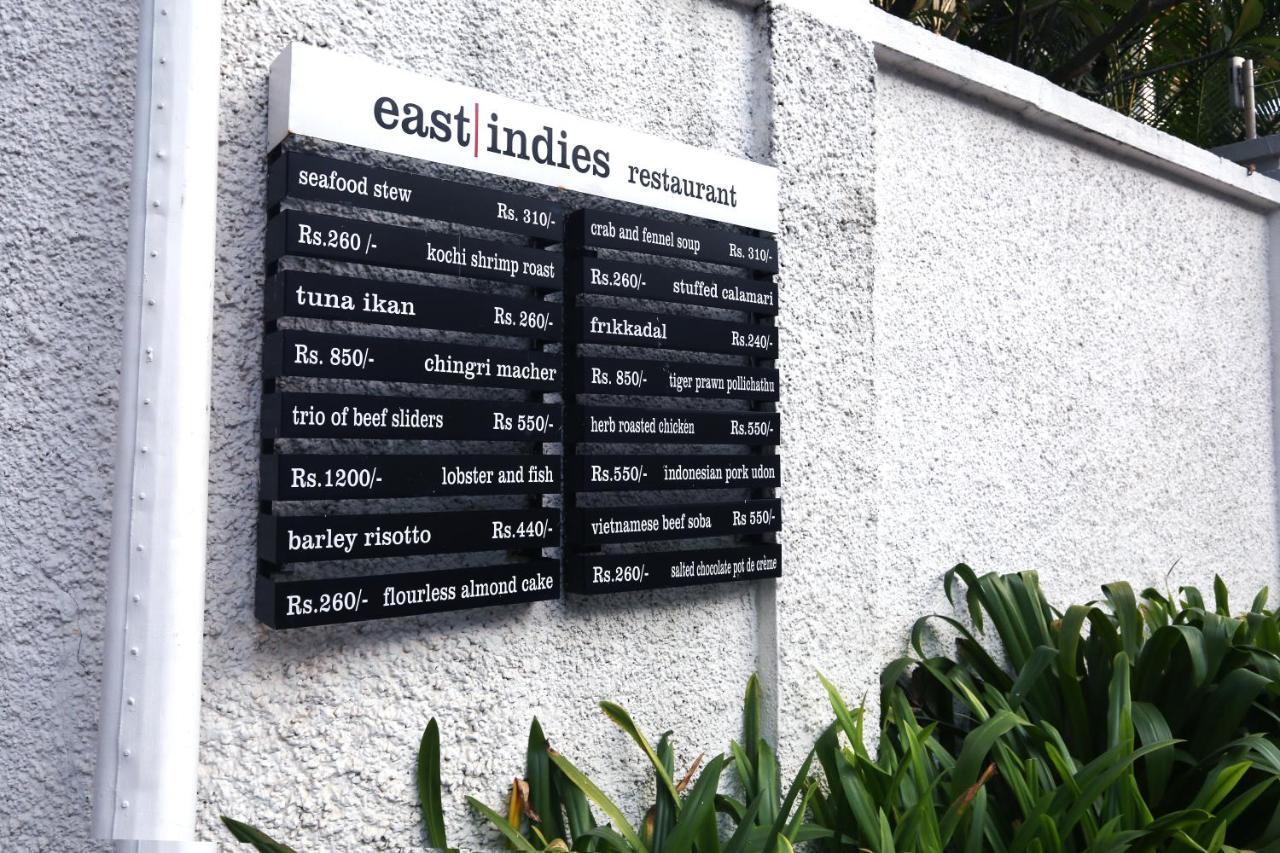 east|indies restaurant
seafood stew Rs. 310/-
Rs.260 /- kochi shrimp roast
tuna ikan Rs. 260/-
Rs. 850/- chingri macher
trio of beef sliders Rs 550/-
Rs.1200/- lobster and fish
barley risotto Rs.440/-
Rs.260/- flourless almond cake
crab and fennel soup Rs. 310/-
Rs.260/- stuffed calamari
frikkadal Rs.240/-
Rs. 850/- tiger prawn pollichathu
herb roasted chicken Rs.550/-
Rs.550/- indonesian pork udon
vietnamese beef soba Rs 550/-
Rs.260/- salted chocolate pot de crème